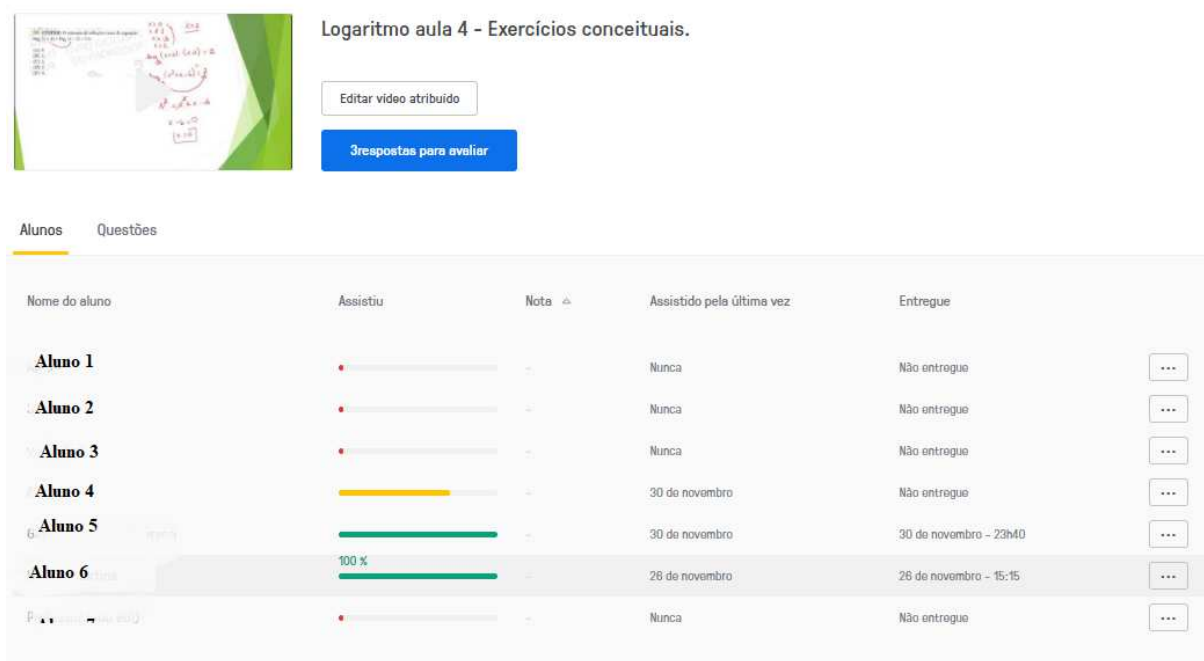 Logaritmo aula 4 - Exercícios conceituais.
Editar vídeo atribuído
3respostas para avaliar
Alunos Questões
Nome do aluno Assistiu Nota Assistido pela última vez Entregue
Aluno 1 - Nunca Não entregue ...
Aluno 2 - Nunca Não entregue ...
Aluno 3 - Nunca Não entregue ...
Aluno 4 - 30 de novembro Não entregue ...
Aluno 5 - 30 de novembro 30 de novembro - 23h40 ...
100 %
Aluno 6 - 26 de novembro 26 de novembro - 15:15 ...
- Nunca Não entregue ...